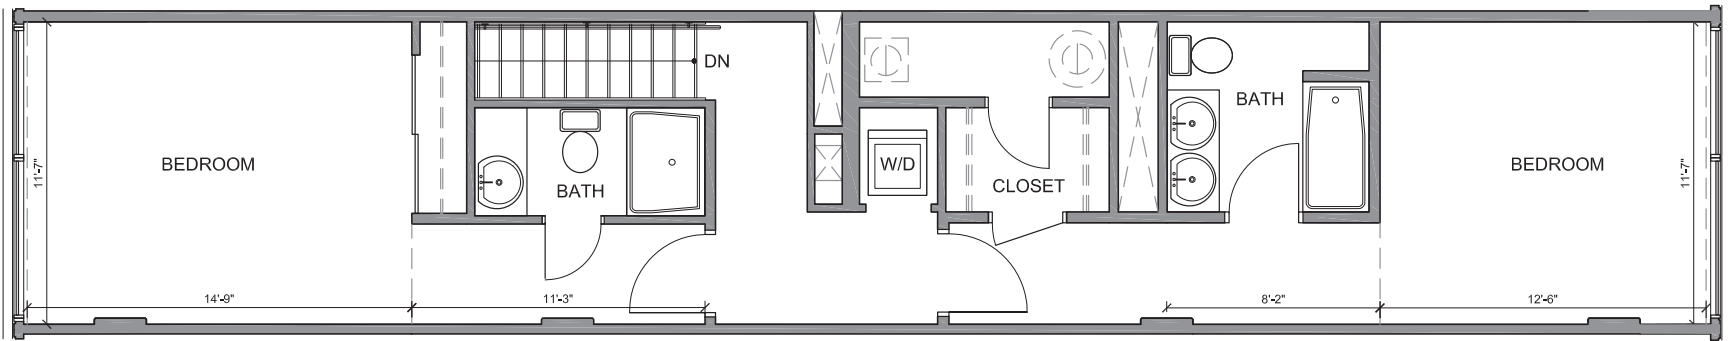 DN
BEDROOM
11'-7"
BATH
W/D
CLOSET
BATH
BEDROOM
11'-7"
14'-9"
11'-3"
8'-2"
12'-6"